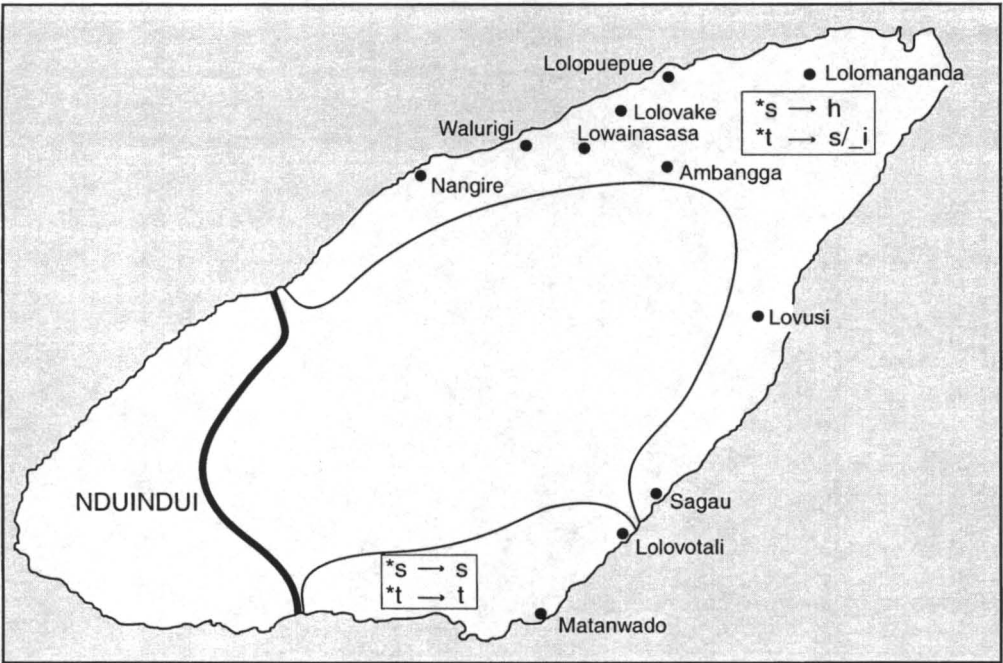 Lolopuepue
Lolomanganda
*s → h
*t → s/_i
Lolovake
Walurigi
Lowainasasa
Ambangga
Nangire
Lovusi
NDUINDUI
Sagau
Lolovotali
*s → s
*t → t
Matanwado